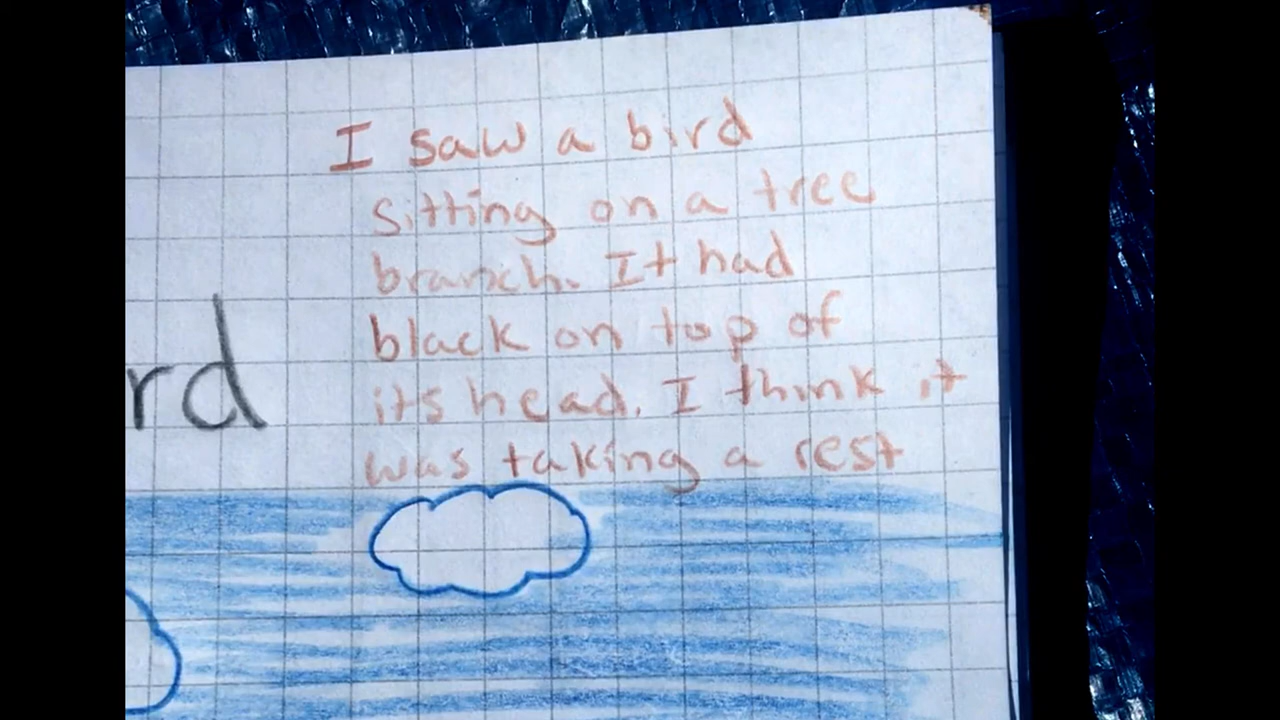 I saw a bird
sitting on a tree
branch. It had
black on top of
its head. I think it
was taking a rest
rd